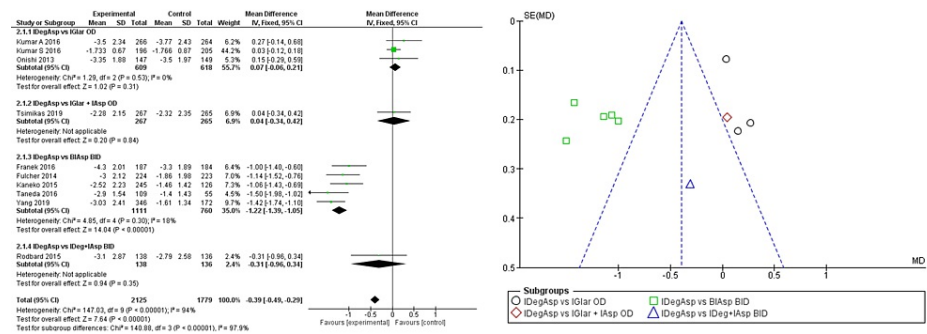 Experimental Control Mean Difference Mean Difference
Study or Subgroup Mean SD Total Mean SD Total Weight IV, Fixed, 95% CI IV, Fixed, 95% CI
2.1.1 IDegAsp vs IGlar OD
Kumar A 2016 -3.5 2.34 266 -3.77 2.43 264 6.2% 0.27 [-0.14, 0.68]
Kumar S 2016 -1.733 0.67 196 -1.766 0.87 205 0.03 [-0.12, 0.18]
Onishi 2013 -3.35 1.88 147 -3.5 1.97 149 0.15 [-0.29, 0.59]
Subtotal (95% CI) 609 618 55.7% 0.07 [-0.06, 0.21]
Heterogeneity: Chi² = 1.29, df = 2 (P = 0.53); I² = 0%
Test for overall effect: Z = 1.02 (P = 0.31)
2.1.2 IDegAsp vs IGlar + IAsp OD
Tsimikas 2019 -2.28 2.15 267 -2.32 2.35 265 6.9% 0.04 [-0.34, 0.42]
Subtotal (95% CI) 267 265 6.9% 0.04 [-0.34, 0.42]
Heterogeneity: Not applicable
Test for overall effect: Z = 0.20 (P = 0.84)
2.1.3 IDegAsp vs BIAsp BID
Franek 2016 -4.3 2.01 187 -3.3 1.89 184 7.4% -1.00 [-1.40, -0.60]
Fulcher 2014 -3 2.12 224 -1.86 1.98 223 -1.14 [-1.52, -0.76]
Kaneko 2015 -2.52 2.23 245 -1.46 1.42 126 -1.06 [-1.43, -0.69]
Taneda 2016 -2.9 1.54 109 -1.4 1.43 55 -1.50 [-1.98, -1.02]
Yang 2019 -3.03 2.41 346 -1.61 1.34 172 -1.42 [-1.74, -1.10]
Subtotal (95% CI) 1111 760 35.0% -1.22 [-1.39, -1.05]
Heterogeneity: Chi² = 4.85, df = 4 (P = 0.30); I² = 18%
Test for overall effect: Z = 14.04 (P < 0.00001)
2.1.4 IDegAsp vs IDeg+IAsp BID
Rodbard 2015 -3.1 2.87 138 -2.79 2.58 136 2.4% -0.31 [-0.96, 0.34]
Subtotal (95% CI) 138 136 2.4% -0.31 [-0.96, 0.34]
Heterogeneity: Not applicable
Test for overall effect: Z = 0.94 (P = 0.35)
Total (95% CI) 2125 1779 100.0% -0.39 [-0.49, -0.29]
Heterogeneity: Chi² = 147.03, df = 9 (P < 0.00001); I² = 94%
Test for overall effect: Z = 7.64 (P < 0.00001)
Test for subgroup differences: Chi² = 140.88, df = 3 (P < 0.00001), I² = 97.9%
-4 -2 0 2 4
Favours [experimental] Favours [control]
SE(MD)
0
0.1
0.2
0.3
0.4
0.5
-1 -0.5 0 0.5 1
MD
Subgroups
IDegAsp vs IGlar OD
IDegAsp vs BIAsp BID
IDegAsp vs IGlar + IAsp OD
IDegAsp vs IDeg+IAsp BID